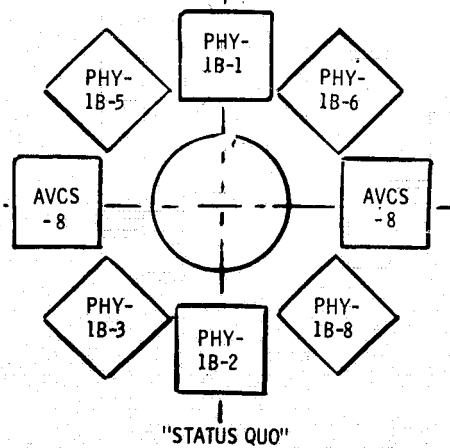 PHY-
1B-1
PHY-
1B-5
PHY-
1B-6
AVCS
-8
AVCS
-8
PHY-
1B-3
PHY-
1B-2
PHY-
1B-8
"STATUS QUO"